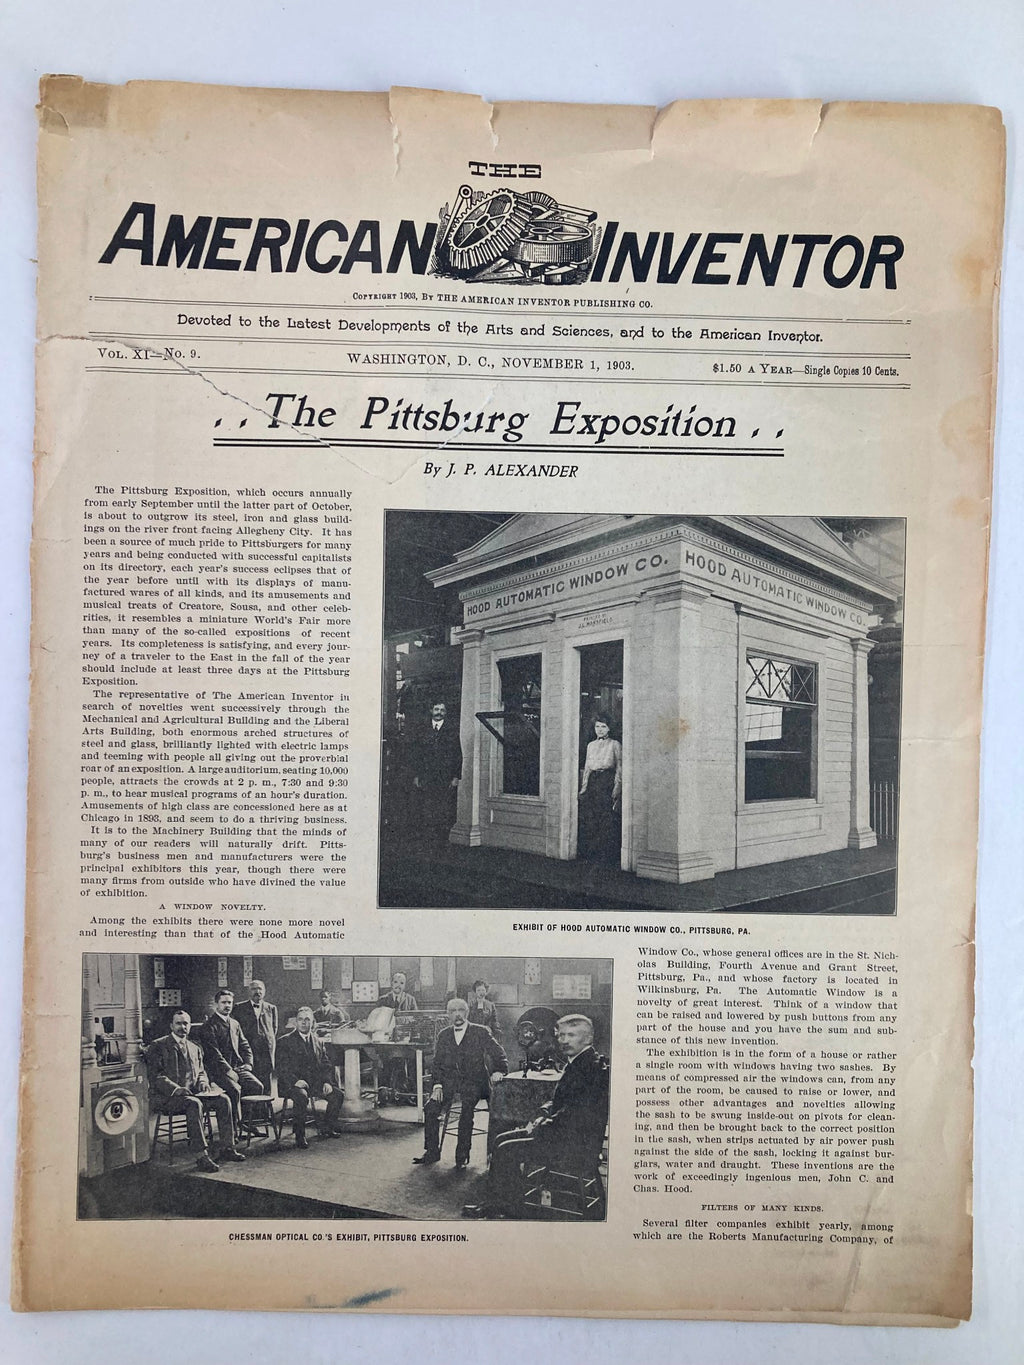 THE
AMERICAN INVENTOR
COPYRIGHT 1903, BY THE AMERICAN INVENTOR PUBLISHING CO.
Devoted to the Latest Developments of the Arts and Sciences, and to the American Inventor.
VOL. XI—No. 9.
WASHINGTON, D. C., NOVEMBER 1, 1903.
$1.50 A YEAR—Single Copies 10 Cents.
. . The Pittsburg Exposition . .
By J. P. ALEXANDER
The Pittsburg Exposition, which occurs annually
from early September until the latter part of October,
is about to outgrow its steel, iron and glass build-
ings on the river front facing Allegheny City. It has
been a source of much pride to Pittsburgers for many
years and being conducted with successful capitalists
on its directory, each year's success eclipses that of
the year before until with its displays of manu-
factured wares of all kinds, and its amusements and
musical treats of Creatore, Sousa, and other celeb-
rities, it resembles a miniature World's Fair more
than many of the so-called expositions of recent
years. Its completeness is satisfying, and every jour-
ney of a traveler to the East in the fall of the year
should include at least three days at the Pittsburg
Exposition.
The representative of The American Inventor in
search of novelties went successively through the
Mechanical and Agricultural Building and the Liberal
Arts Building, both enormous arched structures of
steel and glass, brilliantly lighted with electric lamps
and teeming with people all giving out the proverbial
roar of an exposition. A large auditorium, seating 10,000
people, attracts the crowds at 2 p. m., 7:30 and 9:30
p. m., to hear musical programs of an hour's duration.
Amusements of high class are concessioned here as at
Chicago in 1893, and seem to do a thriving business.
It is to the Machinery Building that the minds of
many of our readers will naturally drift. Pitts-
burg's business men and manufacturers were the
principal exhibitors this year, though there were
many firms from outside who have divined the value
of exhibition.
A WINDOW NOVELTY.
Among the exhibits there were none more novel
and interesting than that of the Hood Automatic
HOOD AUTOMATIC WINDOW CO.
HOOD AUTOMATIC WINDOW CO.
EXHIBIT OF HOOD AUTOMATIC WINDOW CO., PITTSBURG, PA.
CHESSMAN OPTICAL CO.'S EXHIBIT, PITTSBURG EXPOSITION.
Window Co., whose general offices are in the St. Nich-
olas Building, Fourth Avenue and Grant Street,
Pittsburg, Pa., and whose factory is located in
Wilkinsburg, Pa. The Automatic Window is a
novelty of great interest. Think of a window that
can be raised and lowered by push buttons from any
part of the house and you have the sum and sub-
stance of this new invention.
The exhibition is in the form of a house or rather
a single room with windows having two sashes. By
means of compressed air the windows can, from any
part of the room, be caused to raise or lower, and
possess other advantages and novelties allowing
the sash to be swung inside-out on pivots for clean-
ing, and then be brought back to the correct position
in the sash, when strips actuated by air power push
against the side of the sash, locking it against bur-
glars, water and draught. These inventions are the
work of exceedingly ingenious men, John C. and
Chas. Hood.
FILTERS OF MANY KINDS.
Several filter companies exhibit yearly, among
which are the Roberts Manufacturing Company, of